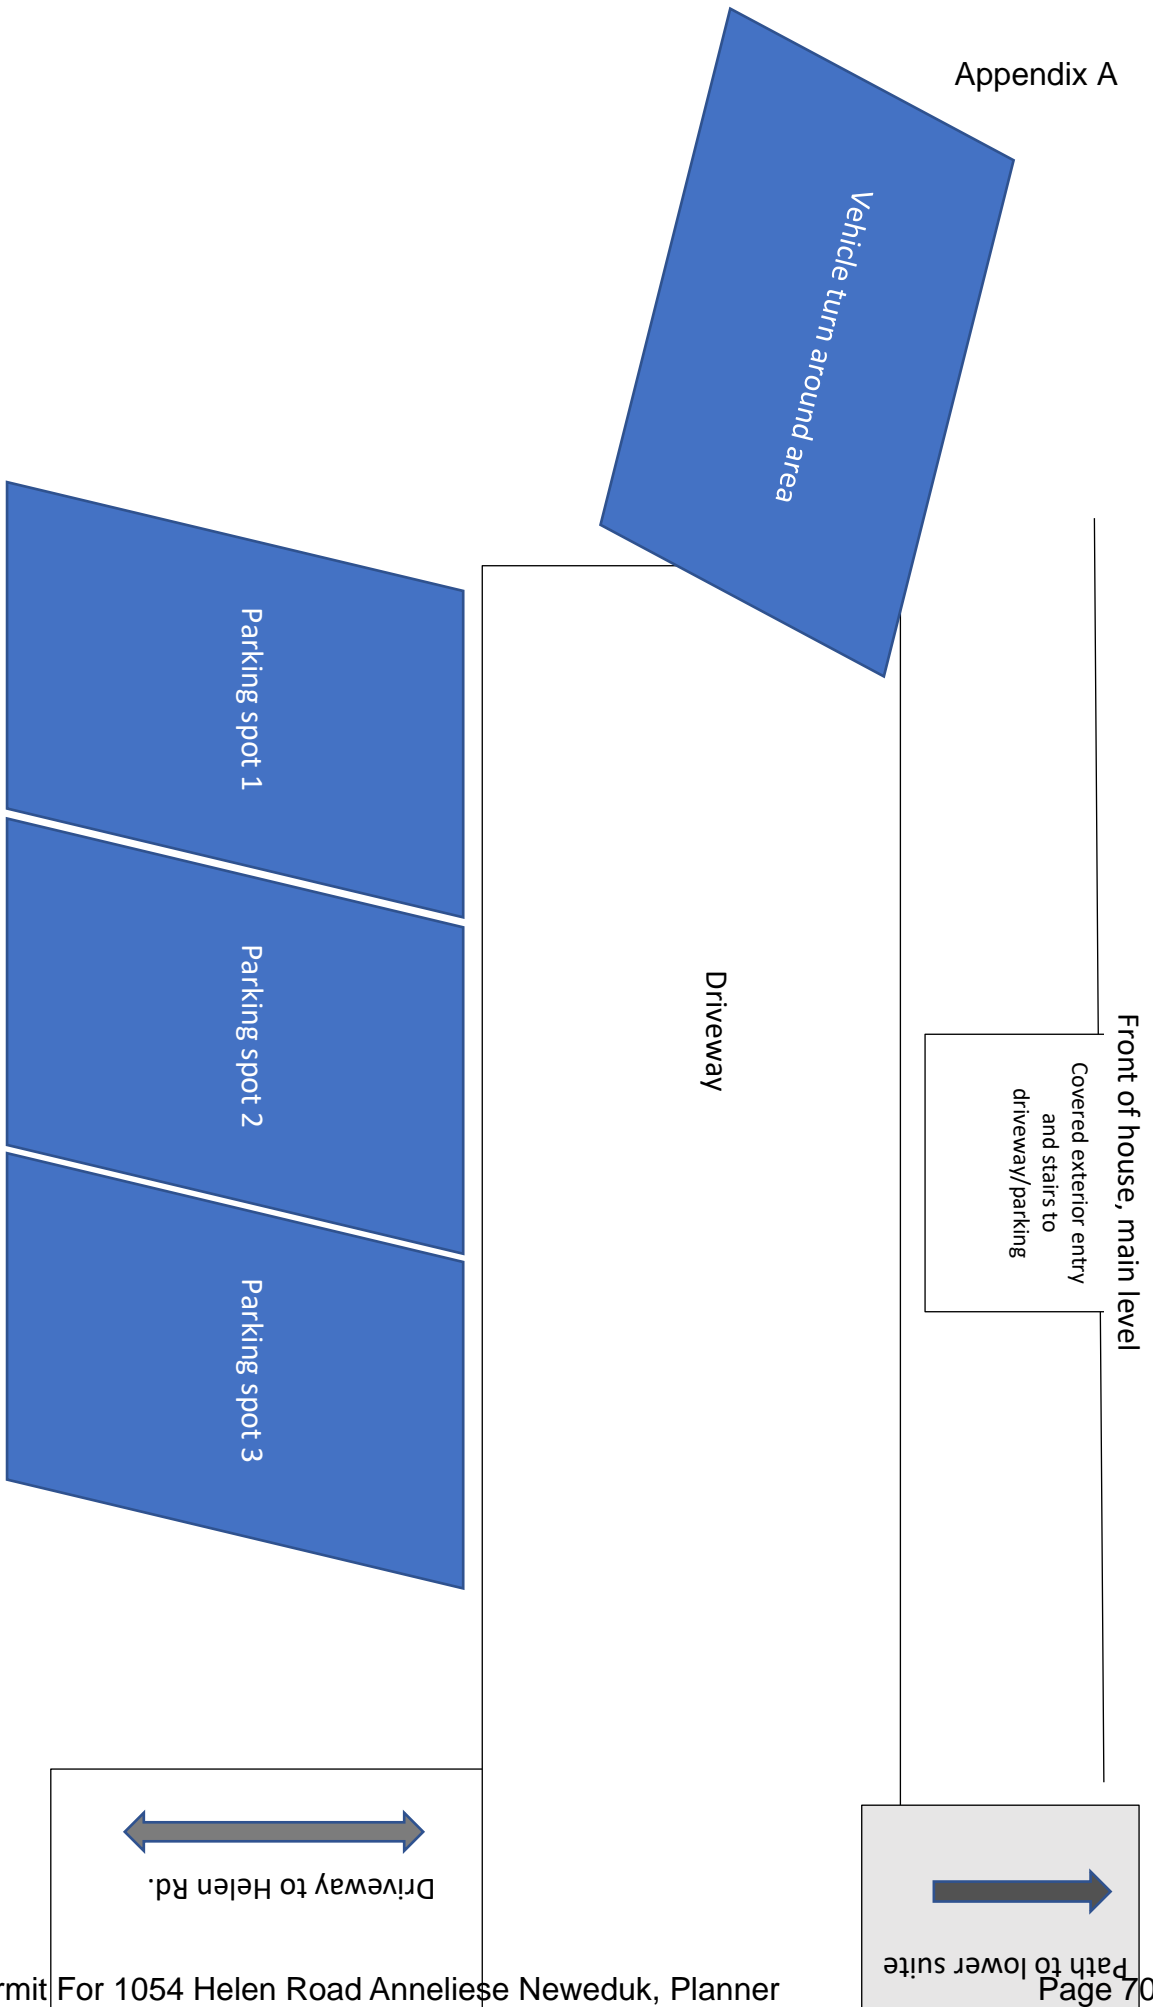 Appendix A
Vehicle turn around area
Parking spot 1
Parking spot 2
Parking spot 3
Driveway
Front of house, main level
Covered exterior entry
and stairs to
driveway/parking
Driveway to Helen Rd.
Path to lower suite
For 1054 Helen Road Anneliese Neweduk, Planner
Page 70